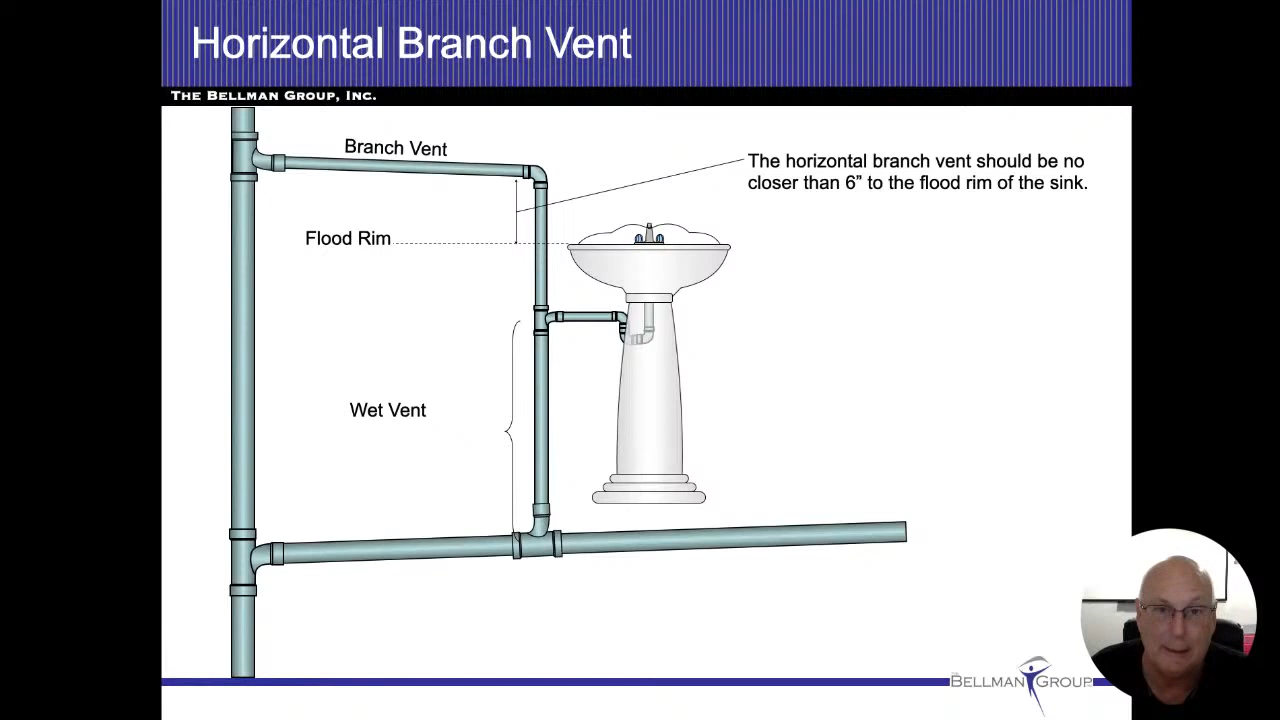 Horizontal Branch Vent
THE BELLMAN GROUP, INC.
Branch Vent
The horizontal branch vent should be no
closer than 6” to the flood rim of the sink.
Flood Rim
Wet Vent
THE BELLMAN GROUP